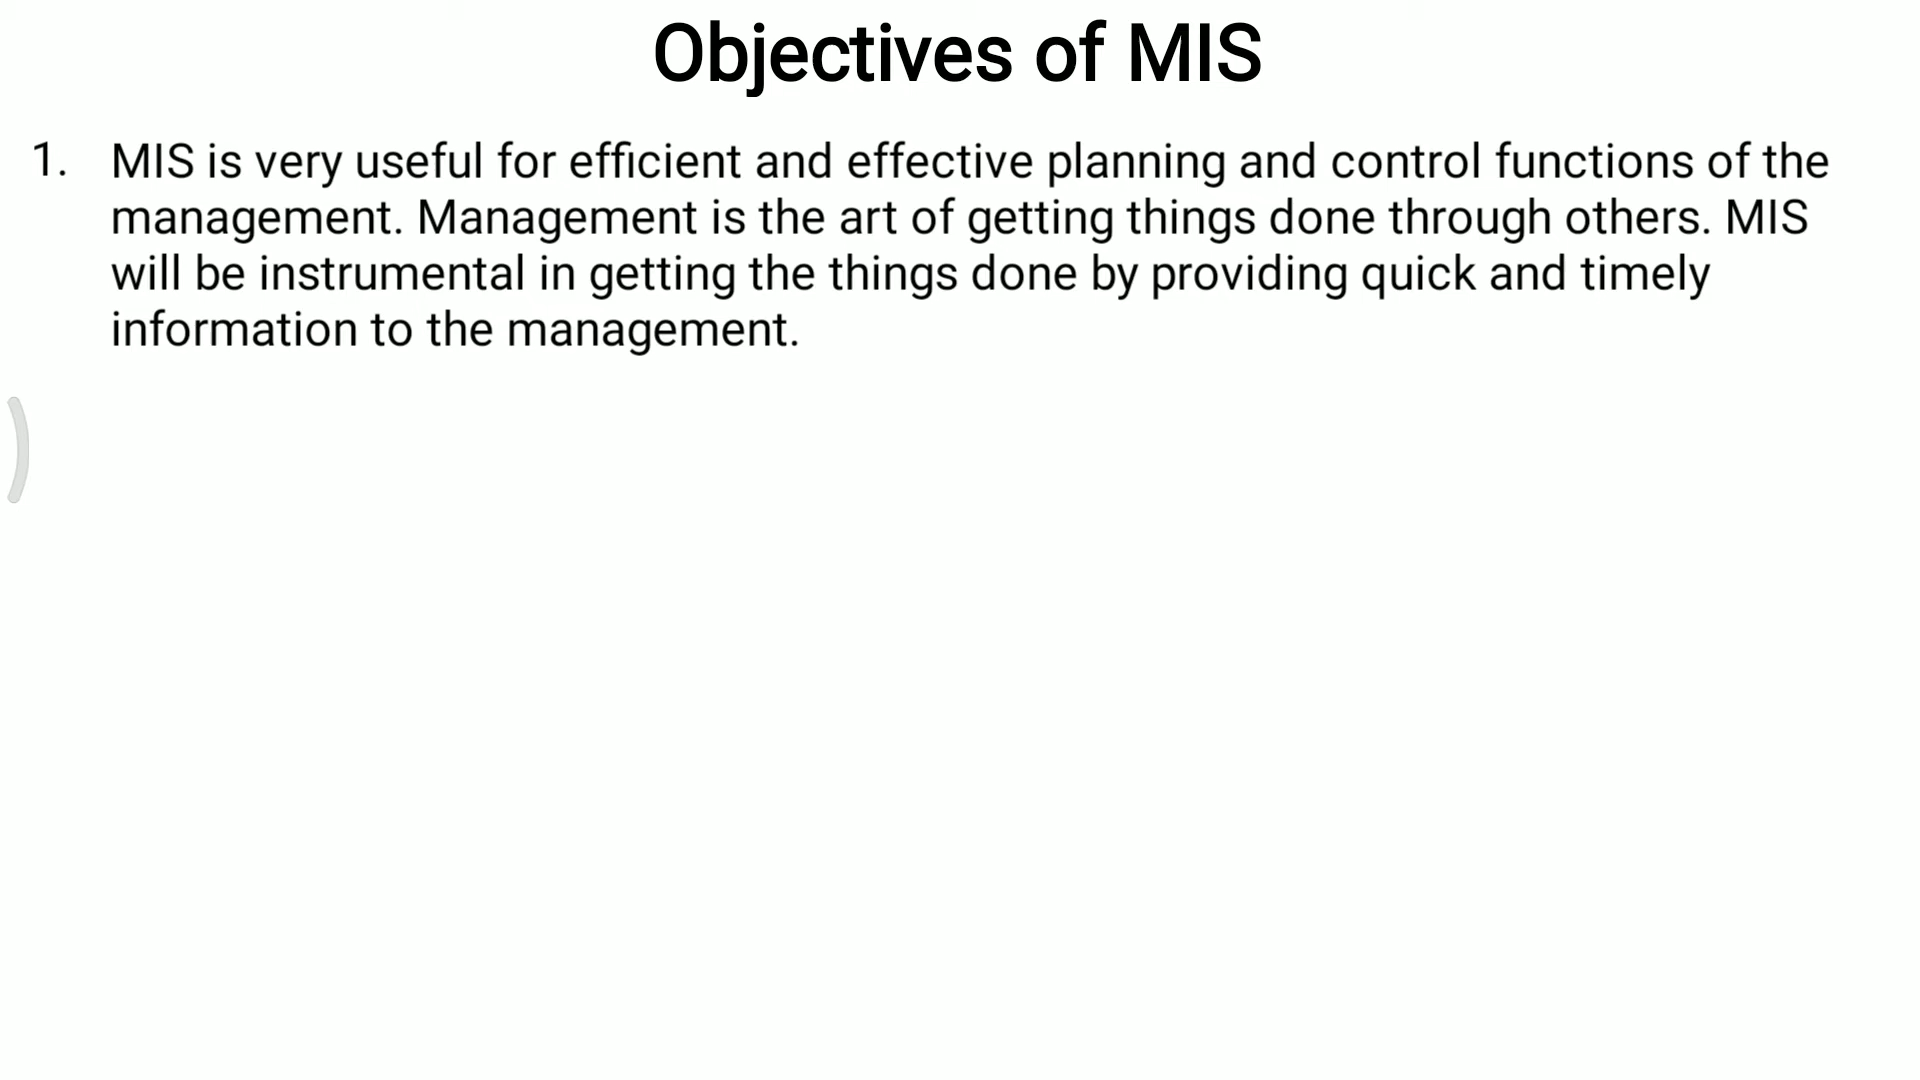 Objectives of MIS
1. MIS is very useful for efficient and effective planning and control functions of the
management. Management is the art of getting things done through others. MIS
will be instrumental in getting the things done by providing quick and timely
information to the management.